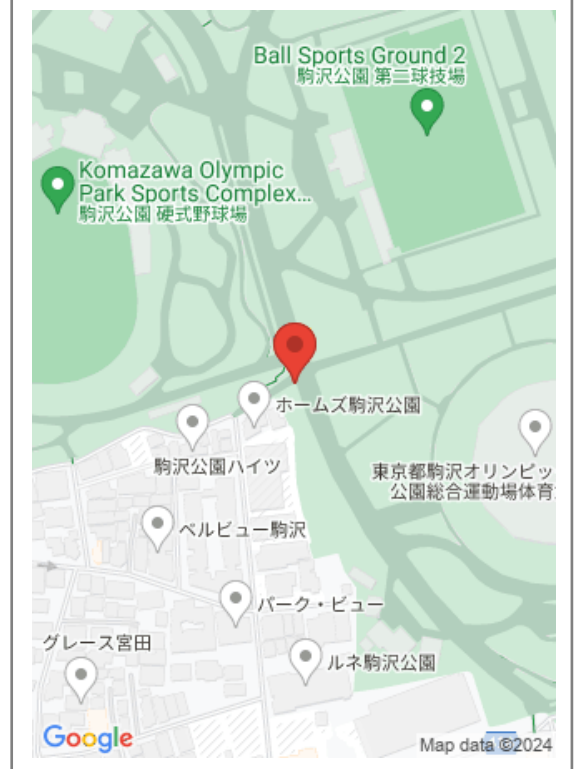 Ball Sports Ground 2
駒沢公園 第二球技場
Komazawa Olympic
Park Sports Complex...
駒沢公園 硬式野球場
ホームズ駒沢公園
駒沢公園ハイツ
東京都駒沢オリンピッ
公園総合運動場体育
ベルビュー駒沢
パーク・ビュー
グレース宮田
ルネ駒沢公園
Google
Map data ©2024